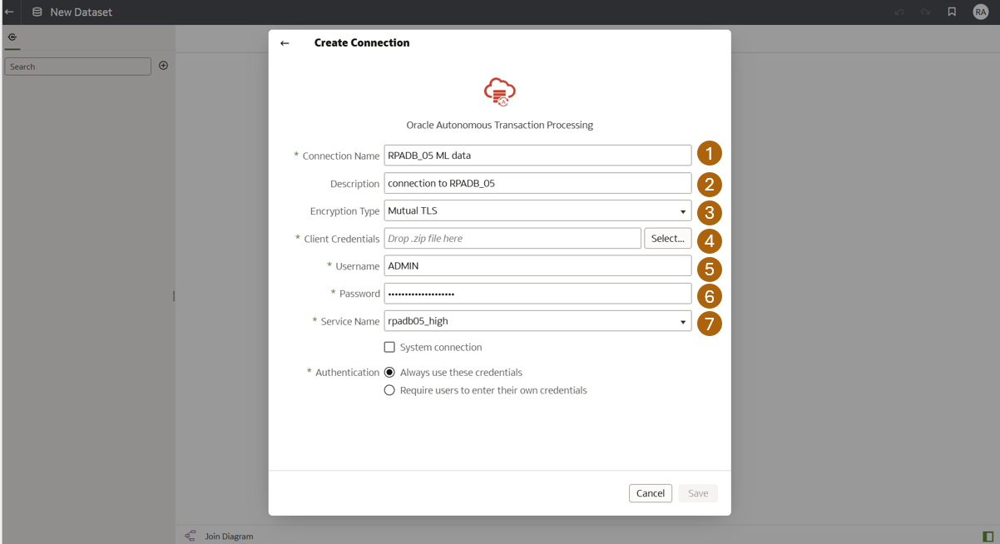 New Dataset
RA
Search
Create Connection
Oracle Autonomous Transaction Processing
* Connection Name RPADB_05 ML data 1
Description connection to RPADB_05 2
Encryption Type Mutual TLS 3
* Client Credentials Drop .zip file here Select... 4
* Username ADMIN 5
* Password •••••••••••••••••••• 6
* Service Name rpadb05_high 7
System connection
* Authentication Always use these credentials
Require users to enter their own credentials
Cancel Save
Join Diagram